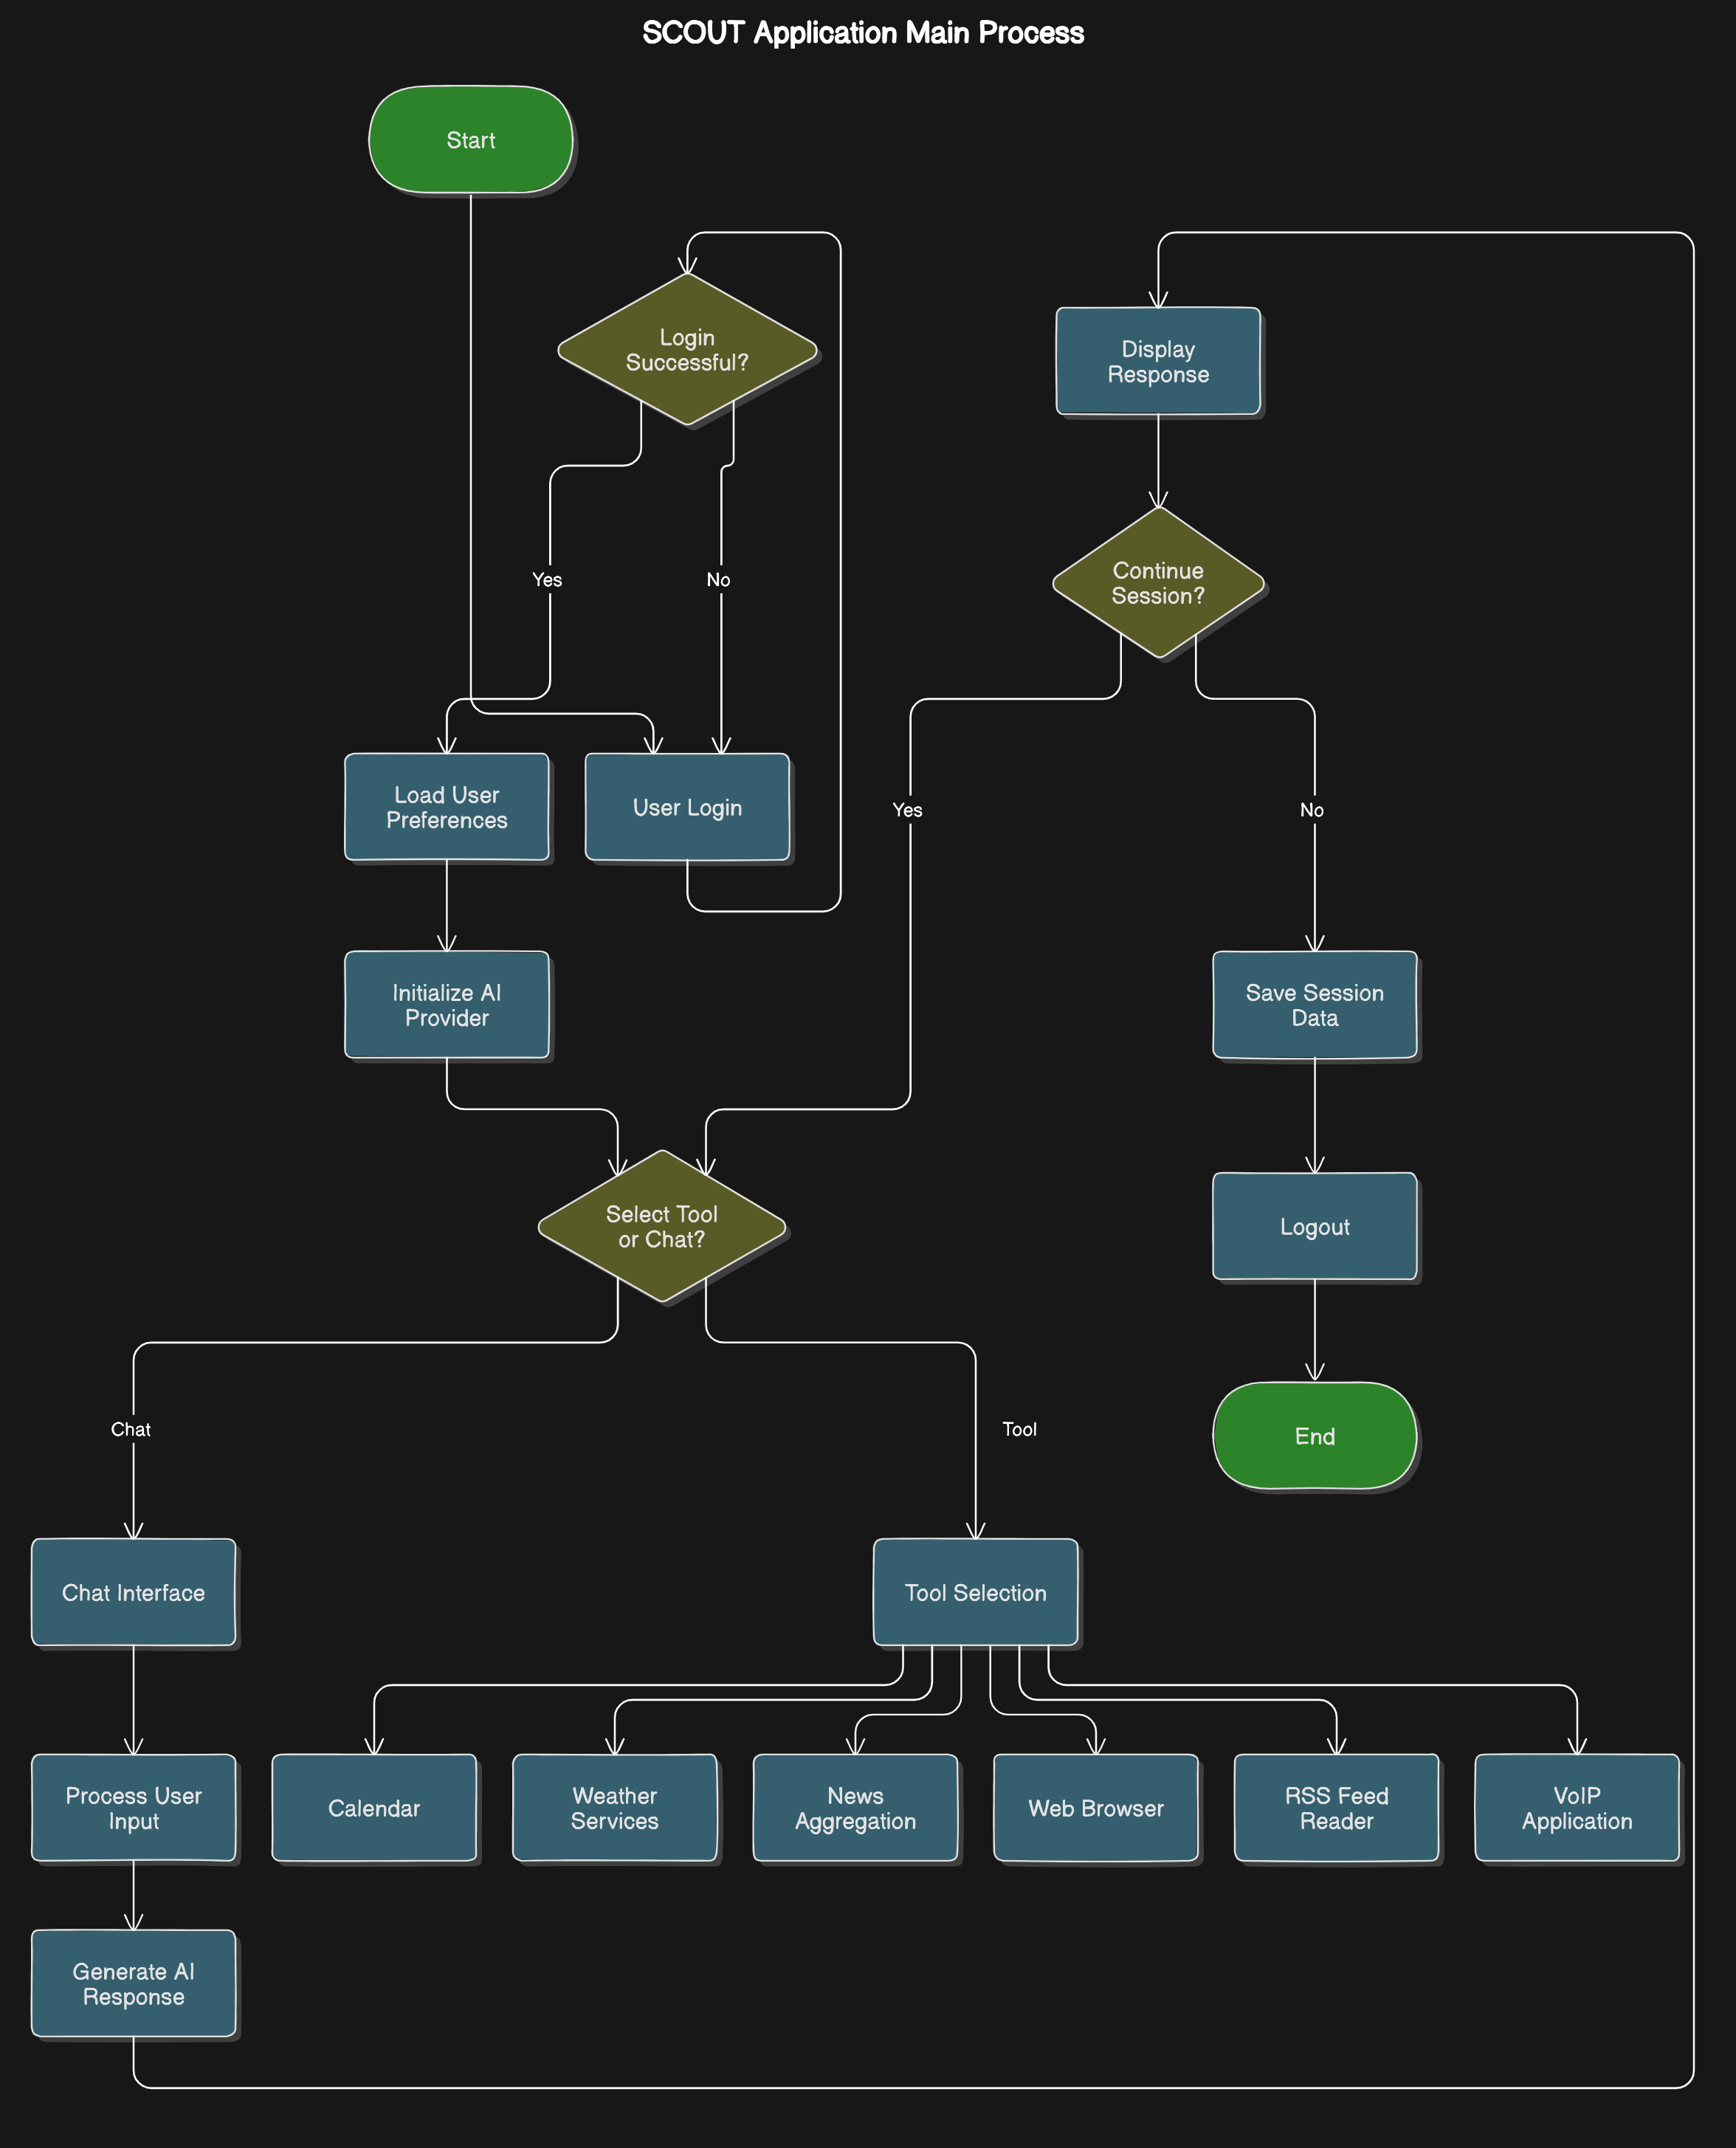 SCOUT Application Main Process
Start
Login
Successful?
Display
Response
Continue
Session?
Yes
No
Load User
Preferences
User Login
Yes
No
Initialize AI
Provider
Save Session
Data
Select Tool
or Chat?
Logout
Chat
Tool
End
Chat Interface
Tool Selection
Process User
Input
Calendar
Weather
Services
News
Aggregation
Web Browser
RSS Feed
Reader
VoIP
Application
Generate AI
Response